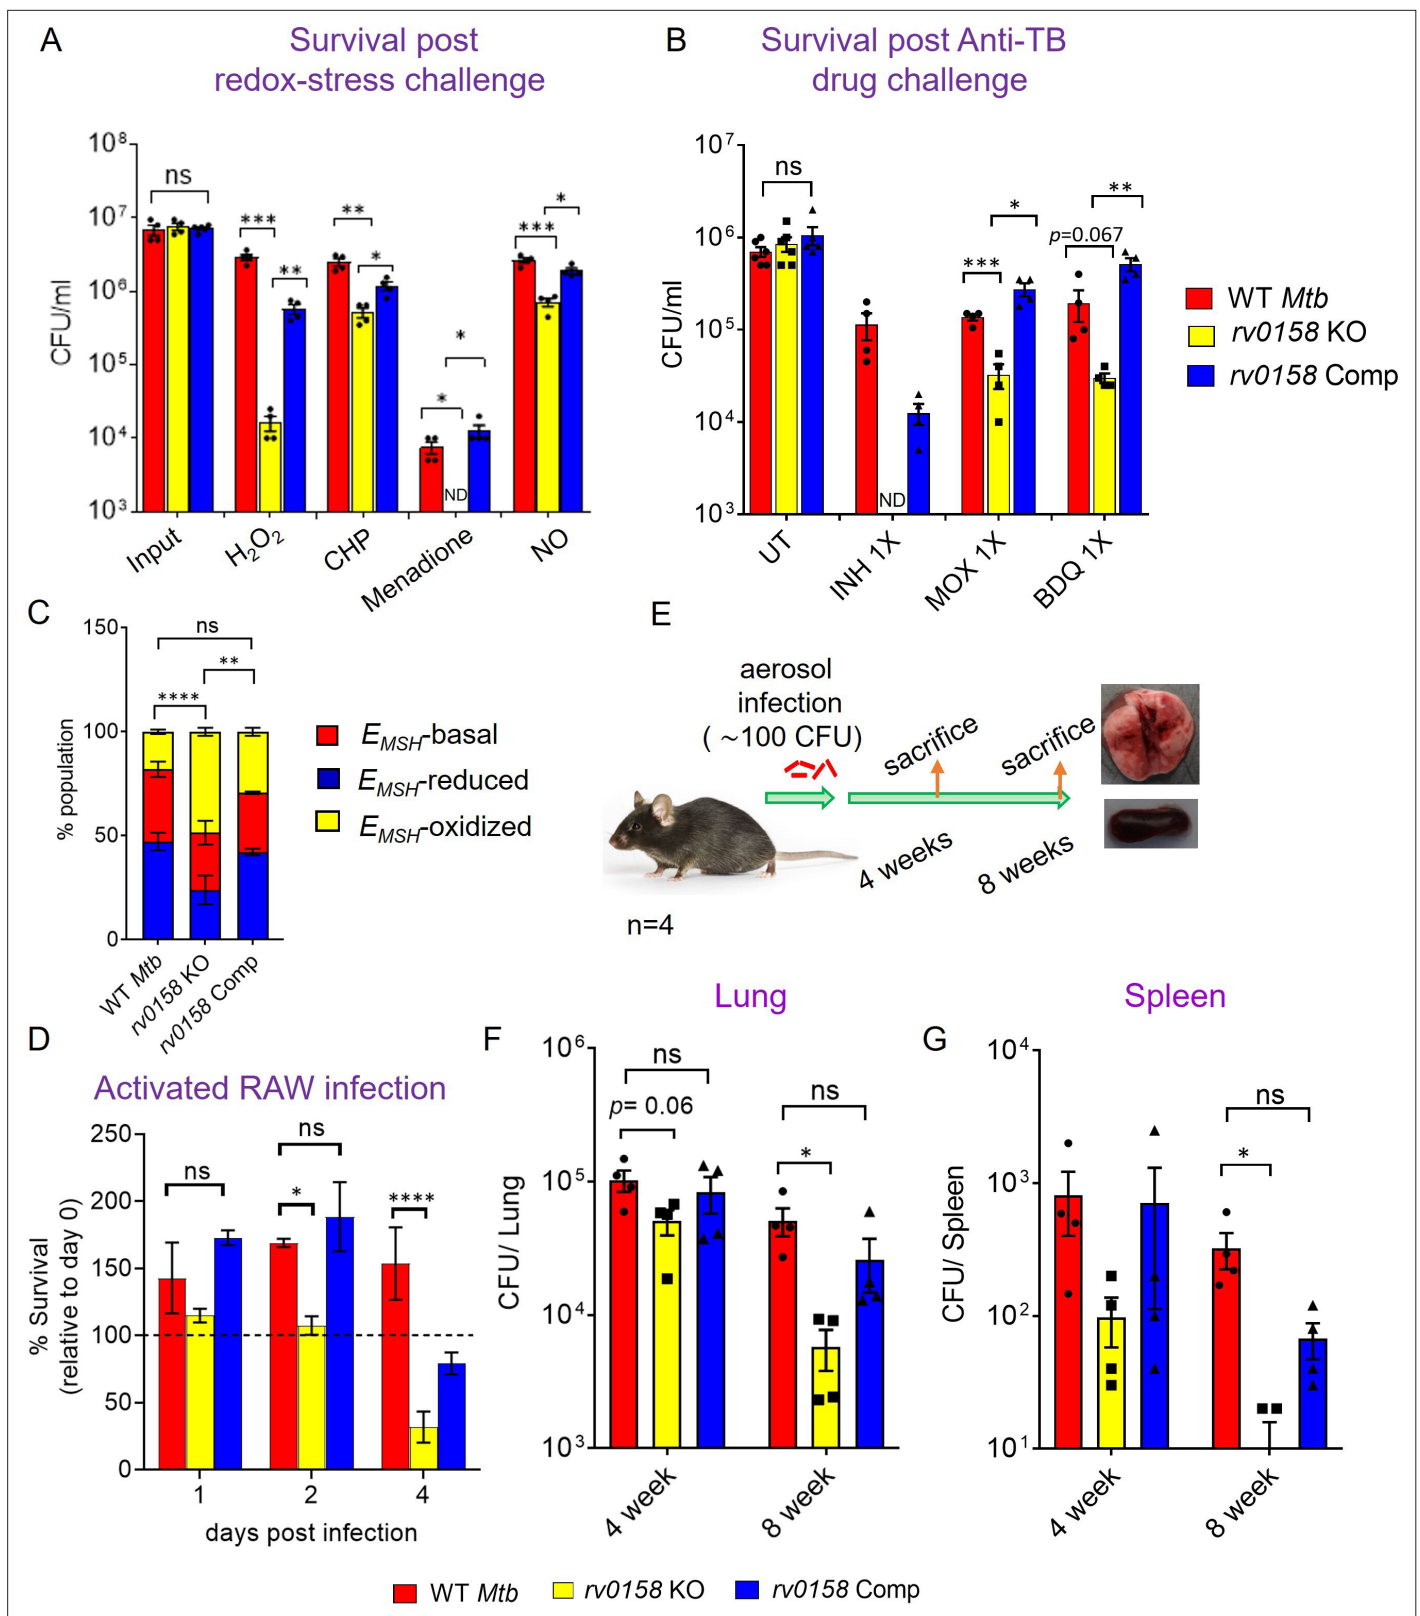 A
Survival post
redox-stress challenge
10⁸
10⁷
10⁶
10⁵
10⁴
10³
CFU/ml
ns
***
**
**
*
*
*
***
*
ND
Input
H₂O₂
CHP
Menadione
NO
B
Survival post Anti-TB
drug challenge
10⁷
10⁶
10⁵
10⁴
10³
CFU/ml
ns
***
*
p=0.067
**
ND
UT
INH 1X
MOX 1X
BDQ 1X
WT Mtb
rv0158 KO
rv0158 Comp
C
150
100
50
0
% population
ns
**
****
WT Mtb
rv0158 KO
rv0158 Comp
E_MSH-basal
E_MSH-reduced
E_MSH-oxidized
E
aerosol
infection
( ~100 CFU)
sacrifice
sacrifice
4 weeks
8 weeks
n=4
D
Activated RAW infection
250
200
150
100
50
0
% Survival
(relative to day 0)
ns
ns
*
****
1
2
4
days post infection
F
Lung
10⁶
10⁵
10⁴
10³
CFU/ Lung
ns
p= 0.06
ns
*
4 week
8 week
G
Spleen
10⁴
10³
10²
10¹
CFU/ Spleen
ns
*
4 week
8 week
WT Mtb
rv0158 KO
rv0158 Comp